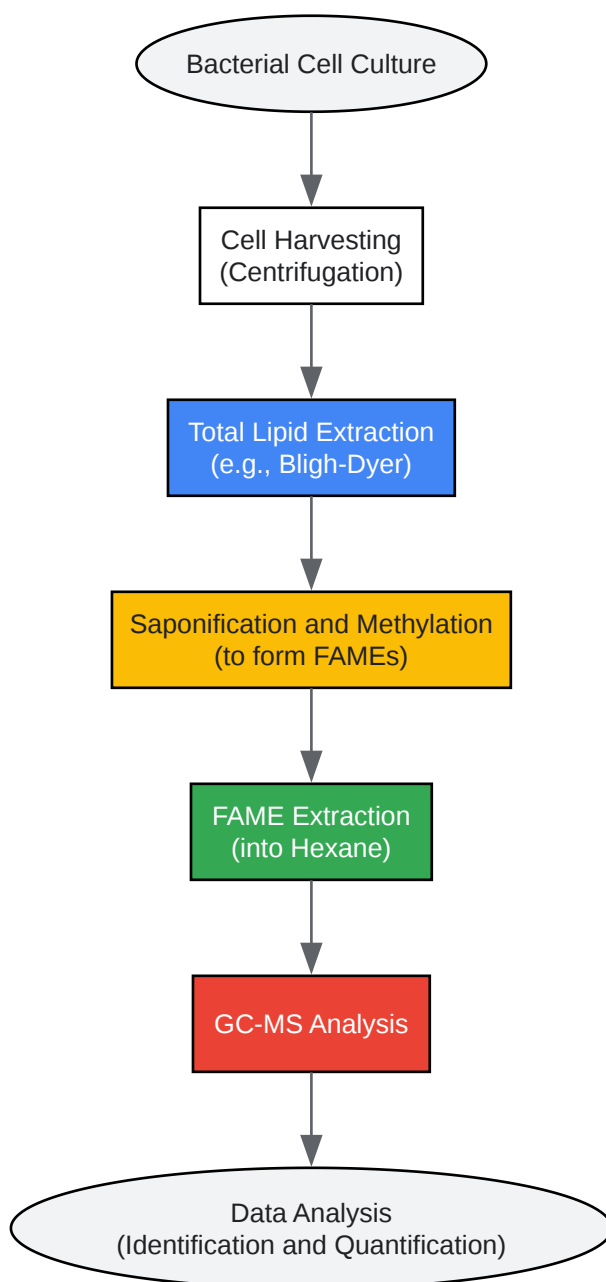 Bacterial Cell Culture
Cell Harvesting
(Centrifugation)
Total Lipid Extraction
(e.g., Bligh-Dyer)
Saponification and Methylation
(to form FAMEs)
FAME Extraction
(into Hexane)
GC-MS Analysis
Data Analysis
(Identification and Quantification)